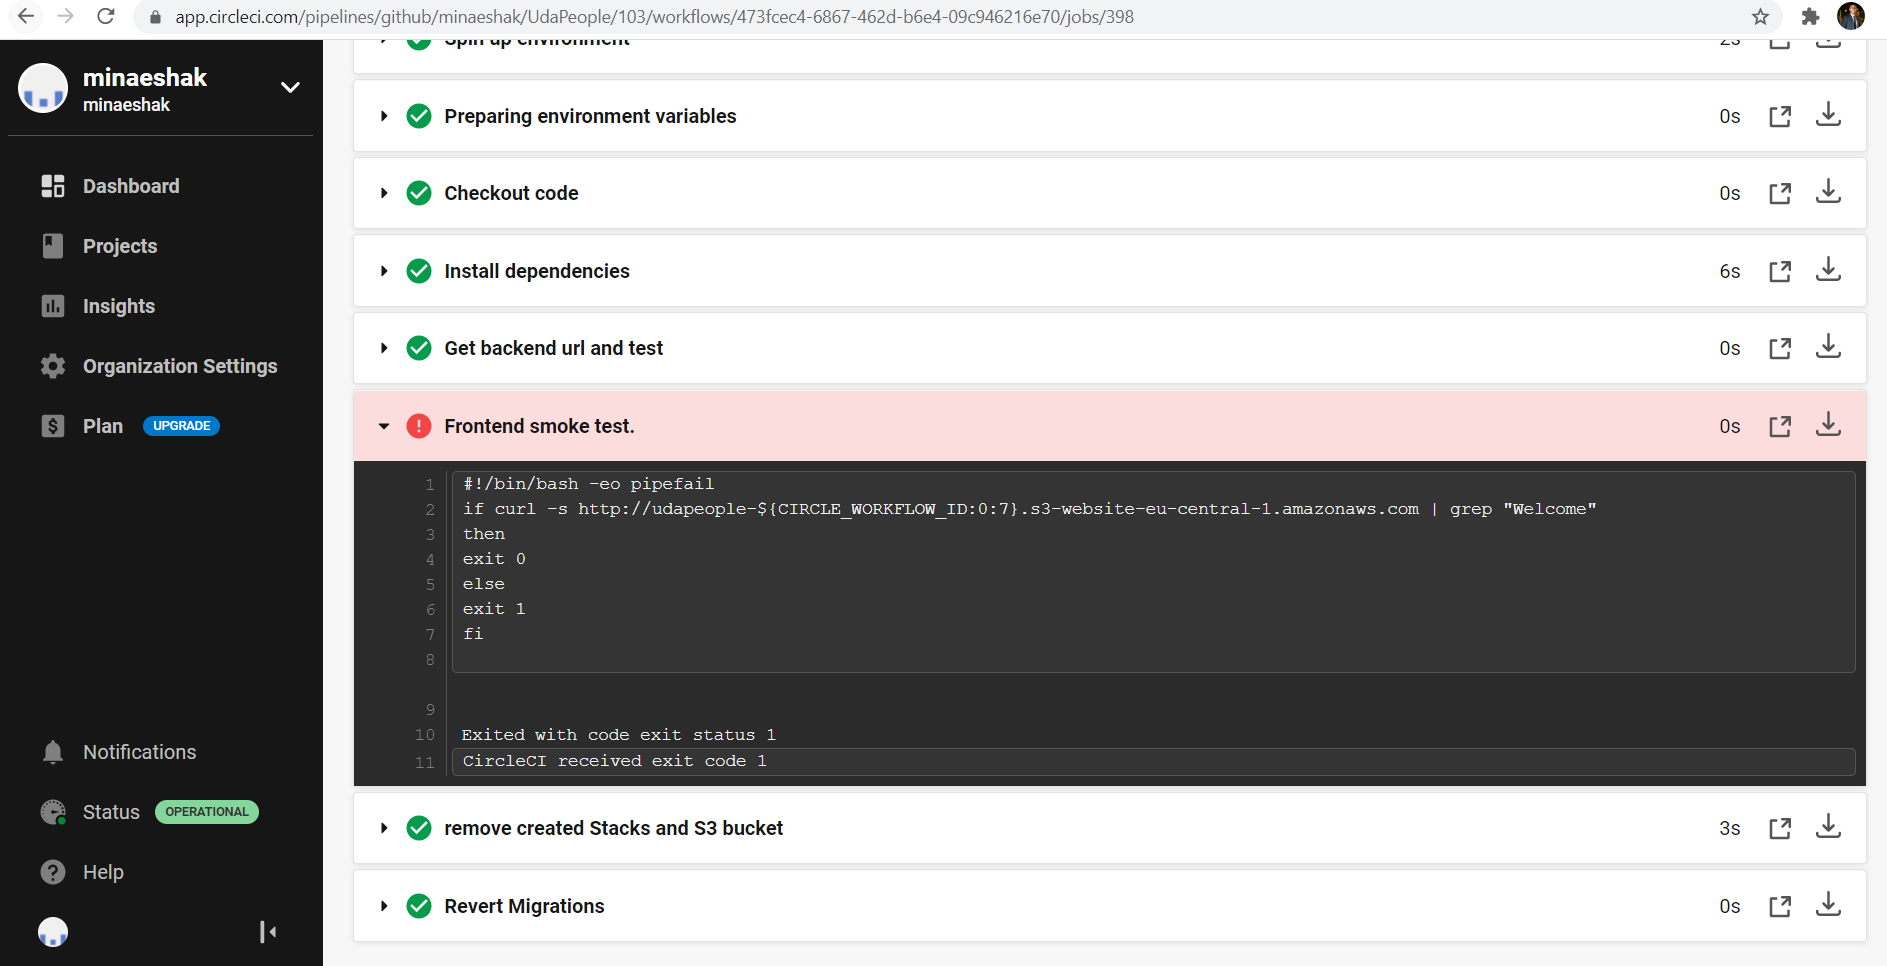 app.circleci.com/pipelines/github/minaeshak/UdaPeople/103/workflows/473fcec4-6867-462d-b6e4-09c946216e70/jobs/398
minaeshak
minaeshak
Dashboard
Projects
Insights
Organization Settings
Plan UPGRADE
Notifications
Status OPERATIONAL
Help
Spin up environment 2s
Preparing environment variables 0s
Checkout code 0s
Install dependencies 6s
Get backend url and test 0s
Frontend smoke test. 0s
1 #!/bin/bash -eo pipefail
2 if curl -s http://udapeople-${CIRCLE_WORKFLOW_ID:0:7}.s3-website-eu-central-1.amazonaws.com | grep "Welcome"
3 then
4 exit 0
5 else
6 exit 1
7 fi
8
9
10 Exited with code exit status 1
11 CircleCI received exit code 1
remove created Stacks and S3 bucket 3s
Revert Migrations 0s